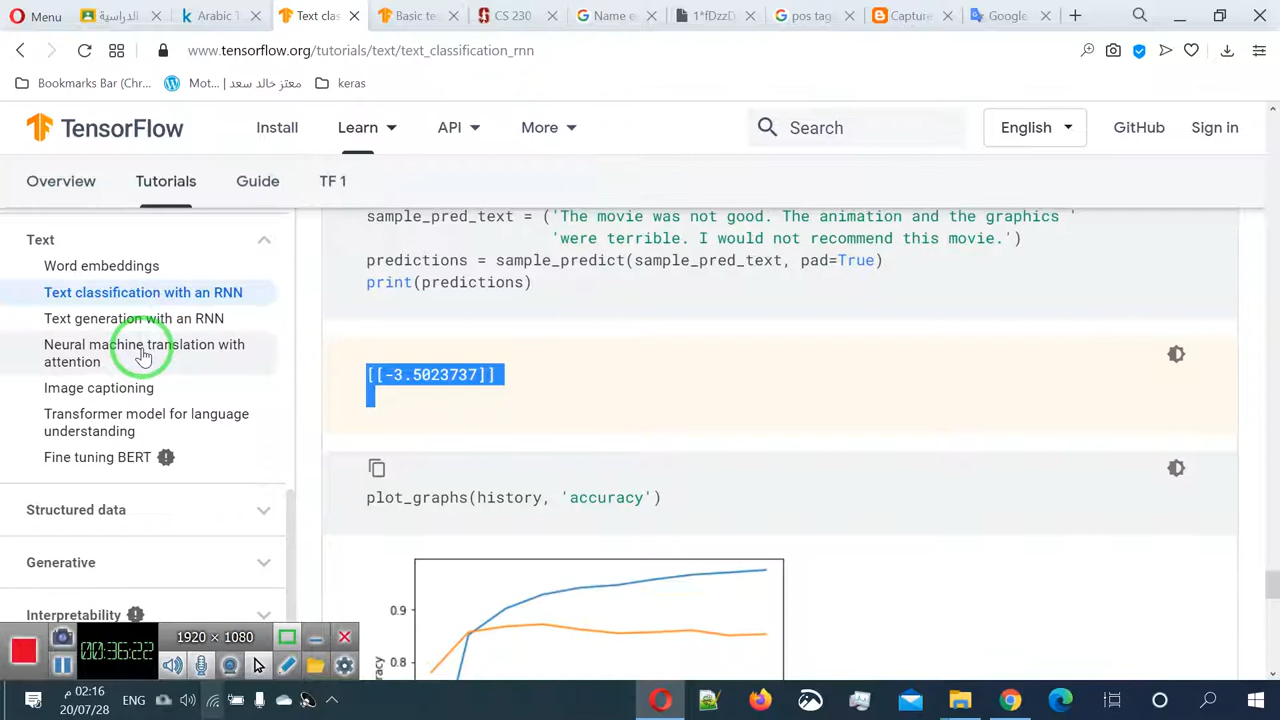 الدراسية
Arabic T
Text clas
Basic te
CS 230
Name e
1*fDzzD
pos tag
Capture
Google
www.tensorflow.org/tutorials/text/text_classification_rnn
Bookmarks Bar (Chr...
معتز خالد سعد | Mot...
keras
TensorFlow
Install
Learn
API
More
Search
English
GitHub
Sign in
Overview
Tutorials
Guide
TF 1
Text
Word embeddings
Text classification with an RNN
Text generation with an RNN
Neural machine translation with
attention
Image captioning
Transformer model for language
understanding
Fine tuning BERT
Structured data
Generative
Interpretability
sample_pred_text = ('The movie was not good. The animation and the graphics '
'were terrible. I would not recommend this movie.')
predictions = sample_predict(sample_pred_text, pad=True)
print(predictions)
[[-3.5023737]]
plot_graphs(history, 'accuracy')
0.9
0.8
racy
00:36:22
1920 × 1080
02:16 م
20/07/28
ENG